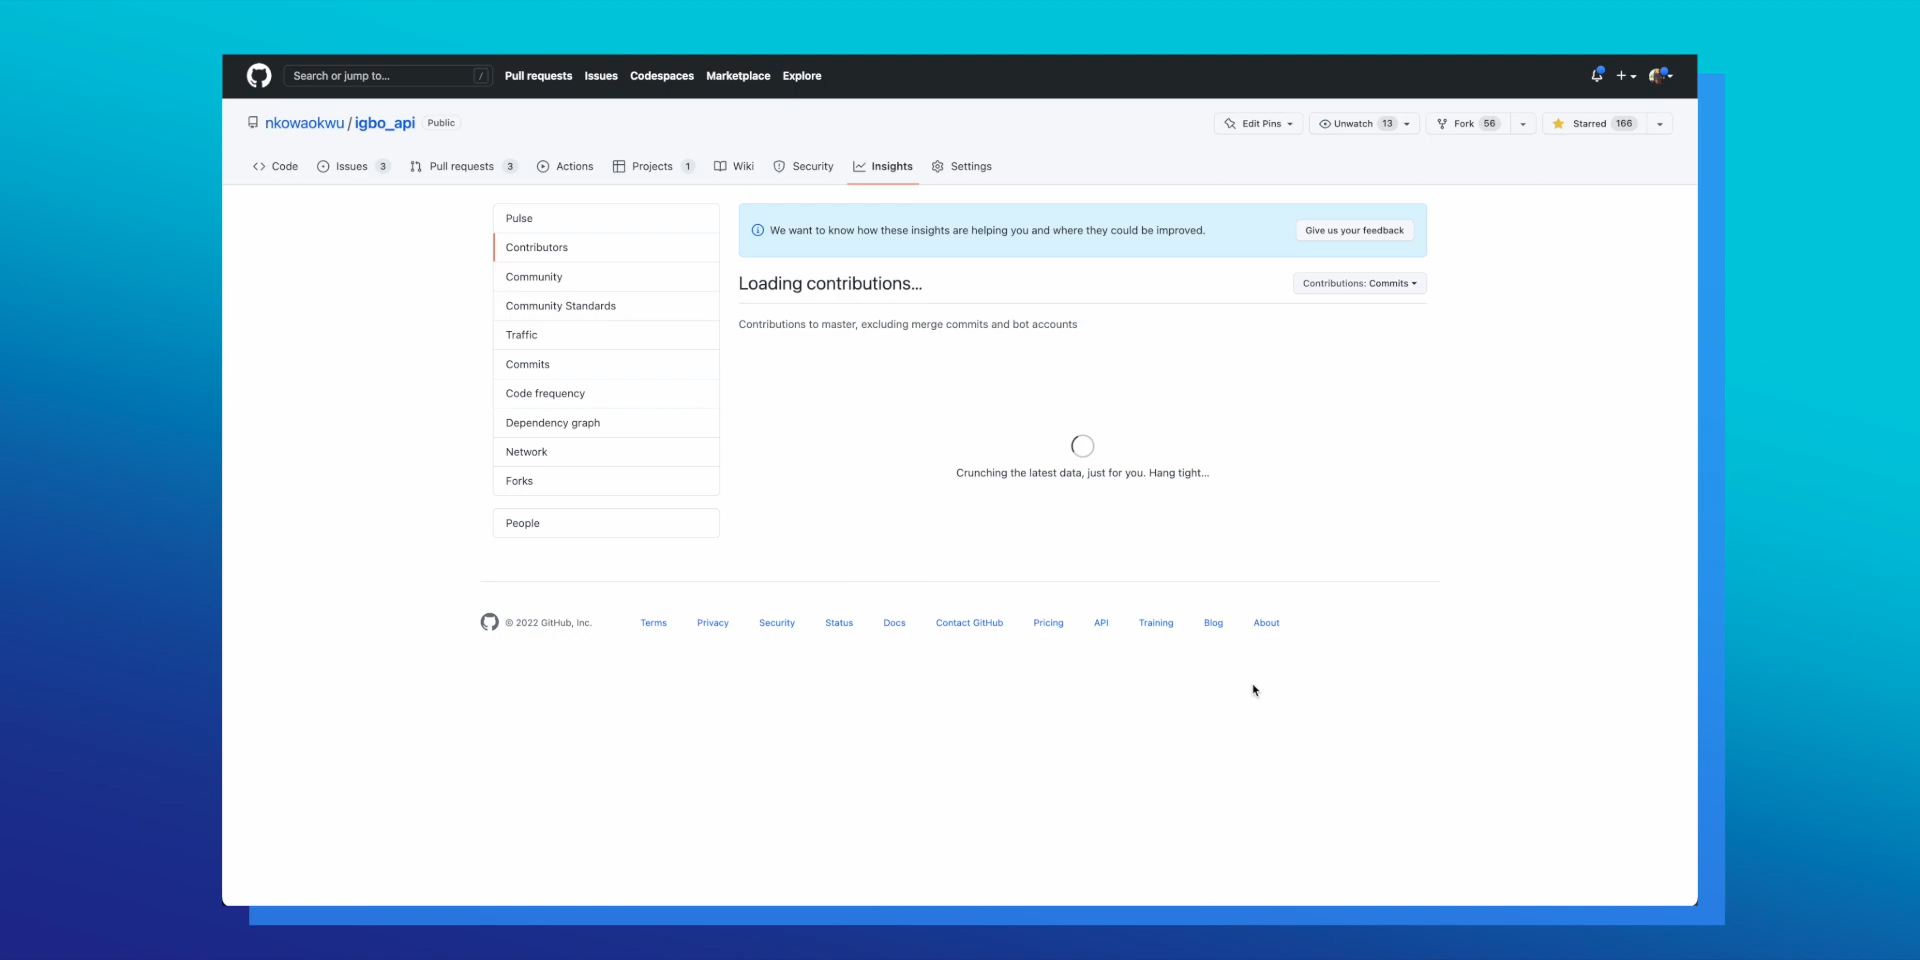 Search or jump to... /
Pull requests Issues Codespaces Marketplace Explore
nkowaokwu / igbo_api Public
Edit Pins Unwatch 13 Fork 56 Starred 166
Code Issues 3 Pull requests 3 Actions Projects 1 Wiki Security Insights Settings
Pulse
Contributors
Community
Community Standards
Traffic
Commits
Code frequency
Dependency graph
Network
Forks
People
We want to know how these insights are helping you and where they could be improved. Give us your feedback
Loading contributions... Contributions: Commits
Contributions to master, excluding merge commits and bot accounts
Crunching the latest data, just for you. Hang tight...
© 2022 GitHub, Inc. Terms Privacy Security Status Docs Contact GitHub Pricing API Training Blog About